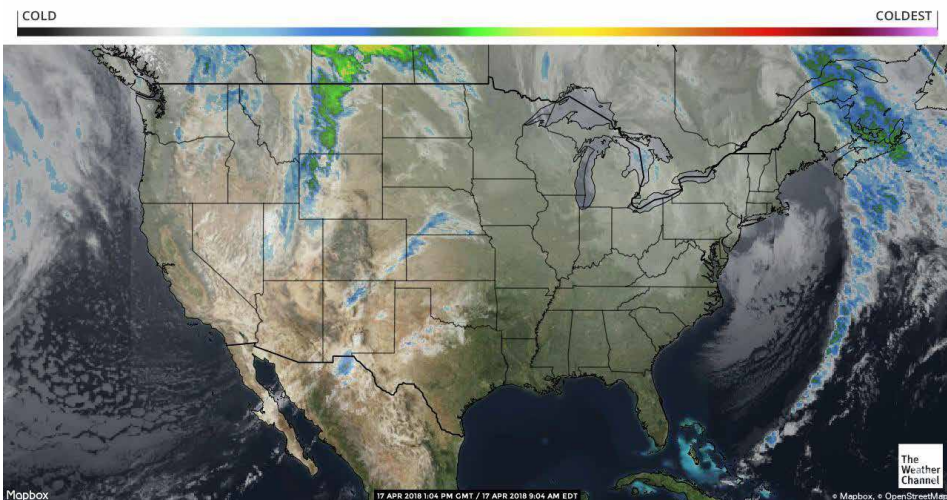 COLD
COLDEST
The
Weather
Channel
Mapbox
17 APR 2018 1:04 PM GMT / 17 APR 2018 9:04 AM EDT
© Mapbox, © OpenStreetMap